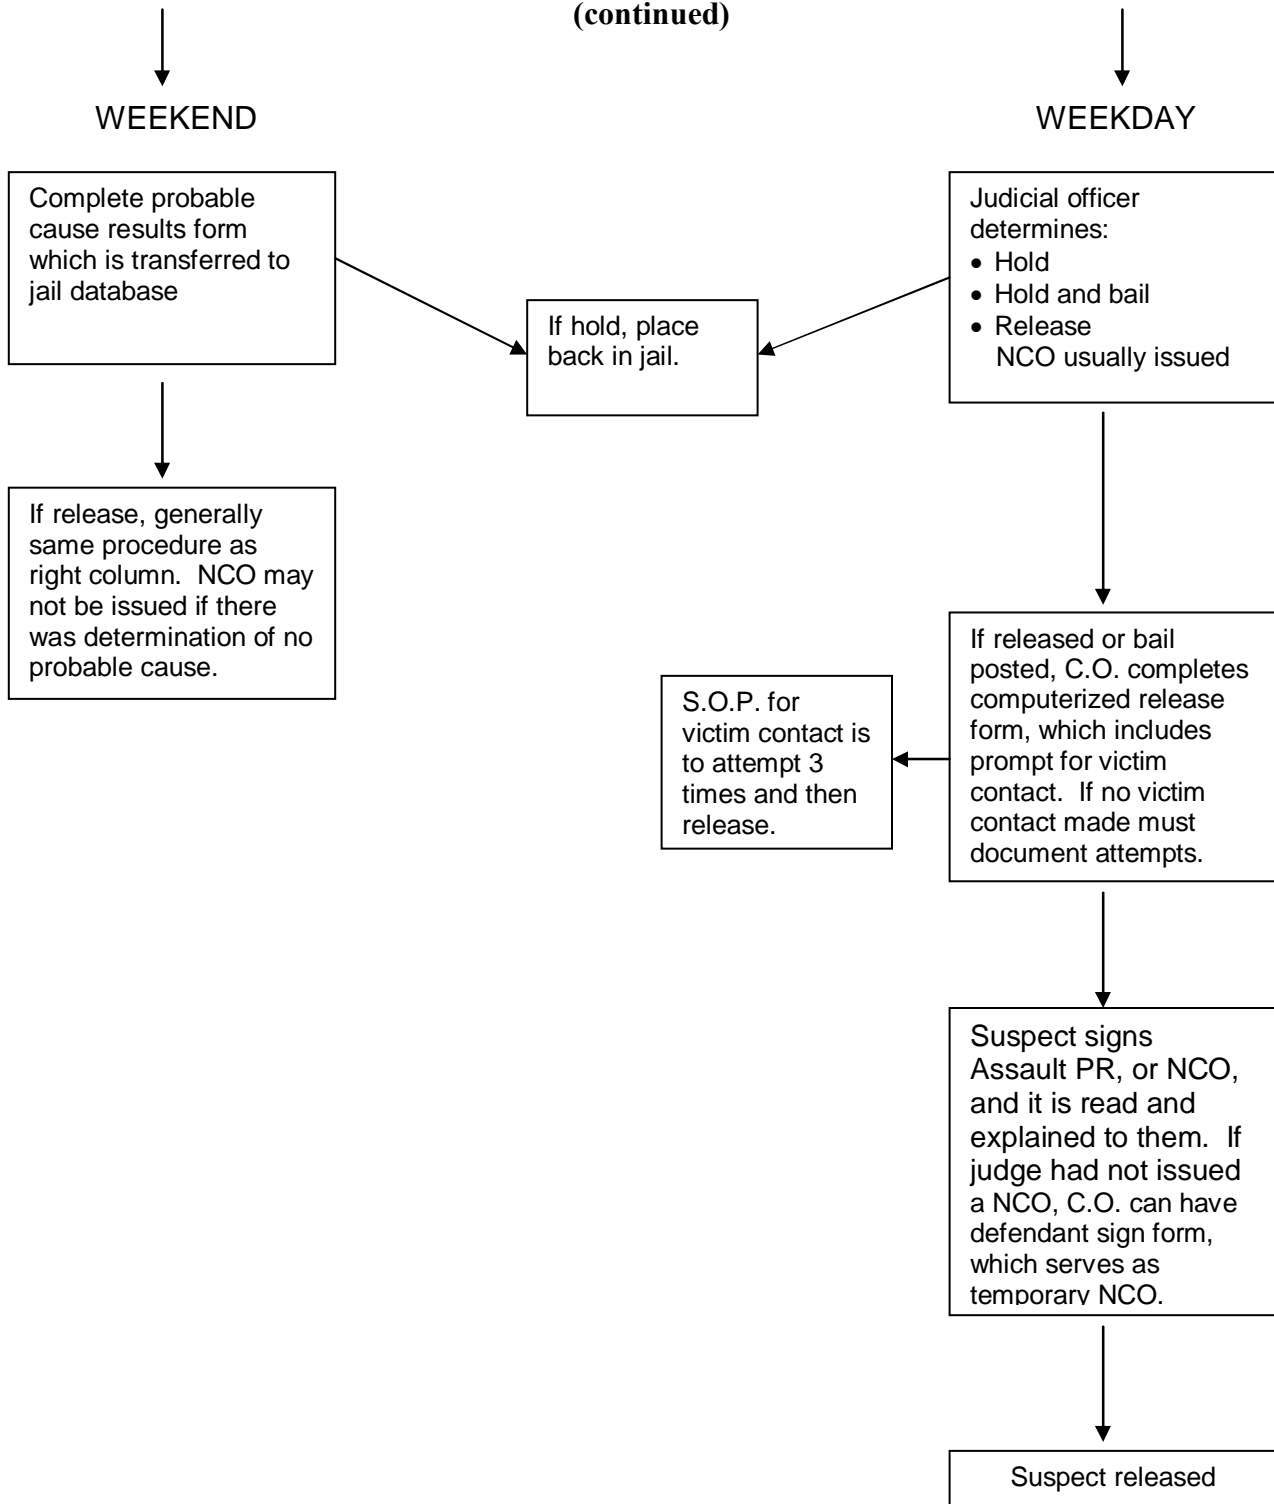 (continued)
WEEKEND
WEEKDAY
Complete probable
cause results form
which is transferred to
jail database
Judicial officer
determines:
• Hold
• Hold and bail
• Release
NCO usually issued
If hold, place
back in jail.
If release, generally
same procedure as
right column.  NCO may
not be issued if there
was determination of no
probable cause.
If released or bail
posted, C.O. completes
computerized release
form, which includes
prompt for victim
contact.  If no victim
contact made must
document attempts.
S.O.P. for
victim contact is
to attempt 3
times and then
release.
Suspect signs
Assault PR, or NCO,
and it is read and
explained to them.  If
judge had not issued
a NCO, C.O. can have
defendant sign form,
which serves as
temporary NCO.
Suspect released